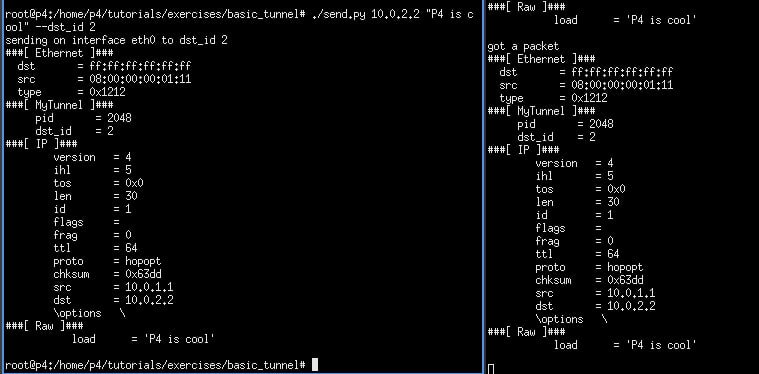 root@p4:/home/p4/tutorials/exercises/basic_tunnel# ./send.py 10.0.2.2 "P4 is c
ool" --dst_id 2
sending on interface eth0 to dst_id 2
###[ Ethernet ]###
dst = ff:ff:ff:ff:ff:ff
src = 08:00:00:00:01:11
type = 0x1212
###[ MyTunnel ]###
pid = 2048
dst_id = 2
###[ IP ]###
version = 4
ihl = 5
tos = 0x0
len = 30
id = 1
flags =
frag = 0
ttl = 64
proto = hopopt
chksum = 0x63dd
src = 10.0.1.1
dst = 10.0.2.2
\options \
###[ Raw ]###
load = 'P4 is cool'
root@p4:/home/p4/tutorials/exercises/basic_tunnel#
###[ Raw ]###
load = 'P4 is cool'
got a packet
###[ Ethernet ]###
dst = ff:ff:ff:ff:ff:ff
src = 08:00:00:00:01:11
type = 0x1212
###[ MyTunnel ]###
pid = 2048
dst_id = 2
###[ IP ]###
version = 4
ihl = 5
tos = 0x0
len = 30
id = 1
flags =
frag = 0
ttl = 64
proto = hopopt
chksum = 0x63dd
src = 10.0.1.1
dst = 10.0.2.2
\options \
###[ Raw ]###
load = 'P4 is cool'